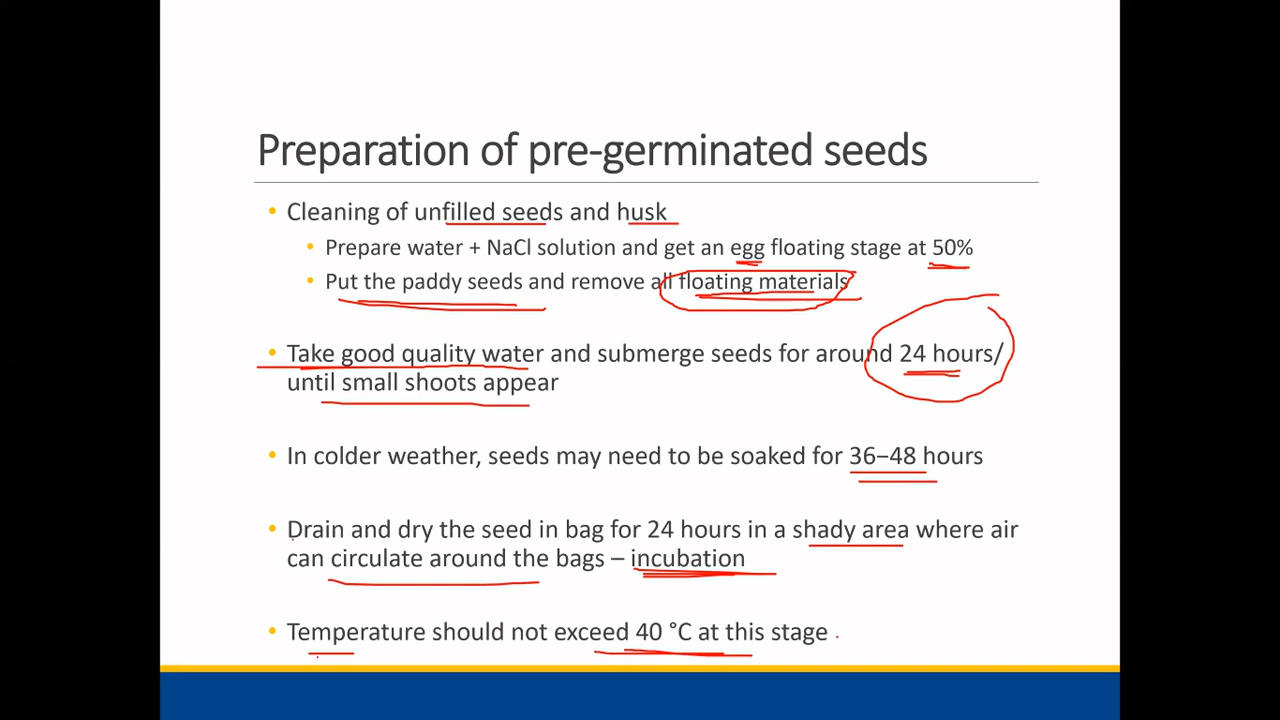 Preparation of pre-germinated seeds
• Cleaning of unfilled seeds and husk
• Prepare water + NaCl solution and get an egg floating stage at 50%
• Put the paddy seeds and remove all floating materials
• Take good quality water and submerge seeds for around 24 hours/
until small shoots appear
• In colder weather, seeds may need to be soaked for 36–48 hours
• Drain and dry the seed in bag for 24 hours in a shady area where air
can circulate around the bags – incubation
• Temperature should not exceed 40 °C at this stage